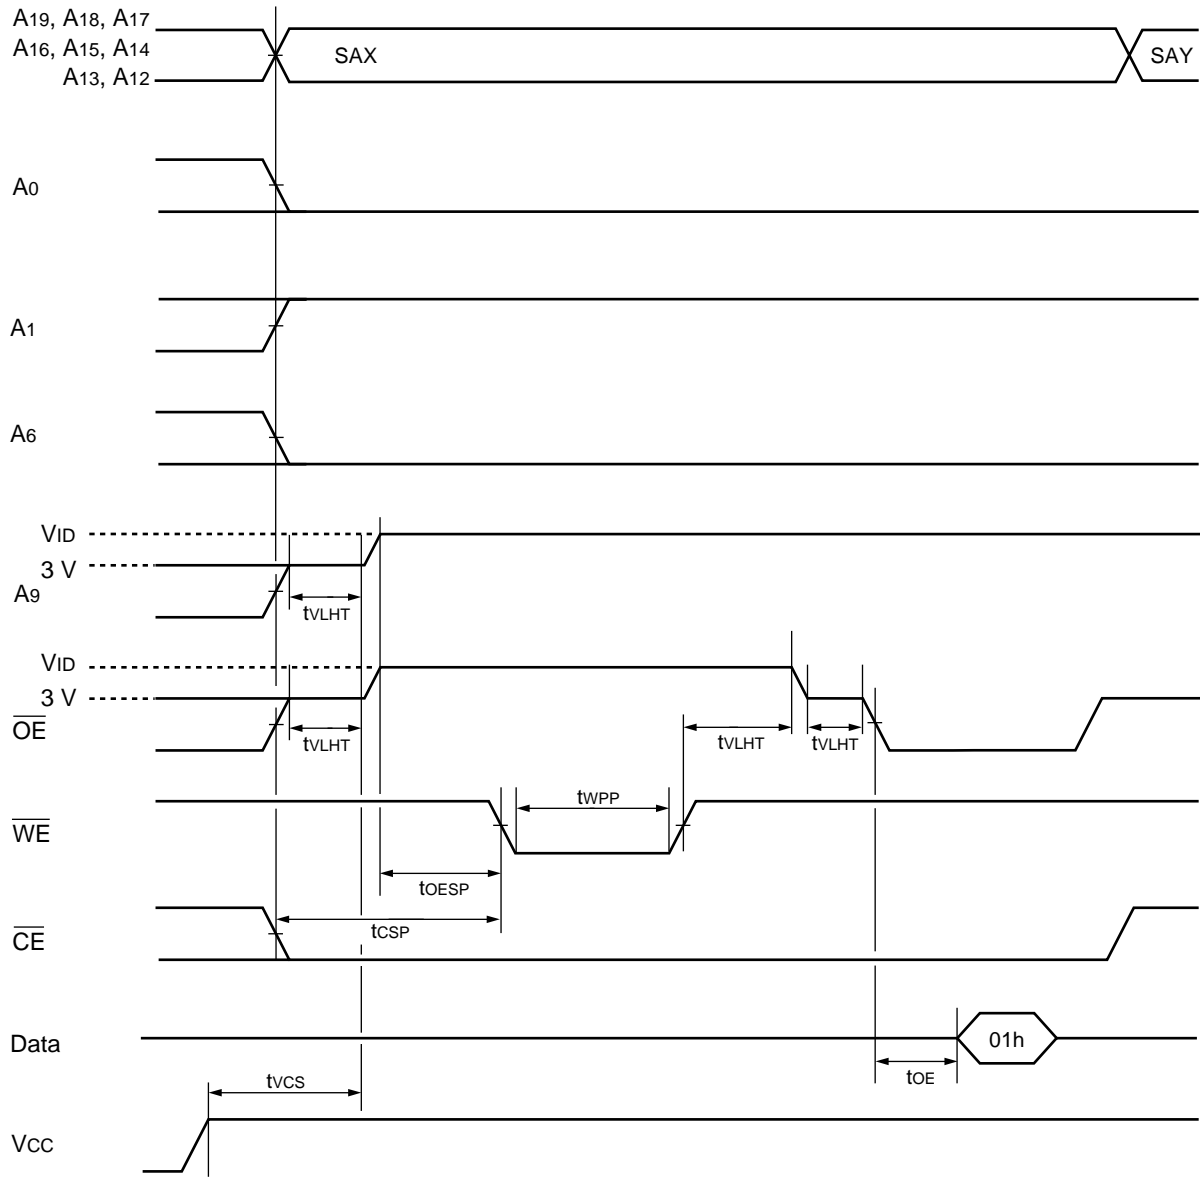 A19, A18, A17
A16, A15, A14
A13, A12
SAX
SAY
A0
A1
A6
VID
3 V
A9
tVLHT
VID
3 V
OE
tVLHT
tVLHT
tVLHT
tWPP
WE
tOESP
tCSP
CE
Data
01h
tOE
tVCS
VCC